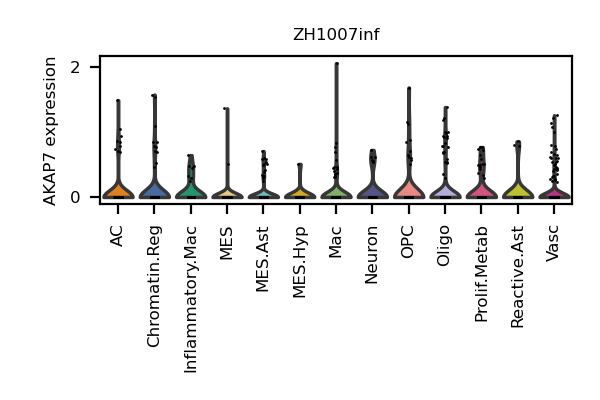 ZH1007inf
AKAP7 expression
2
0
AC
Chromatin.Reg
Inflammatory.Mac
MES
MES.Ast
MES.Hyp
Mac
Neuron
OPC
Oligo
Prolif.Metab
Reactive.Ast
Vasc